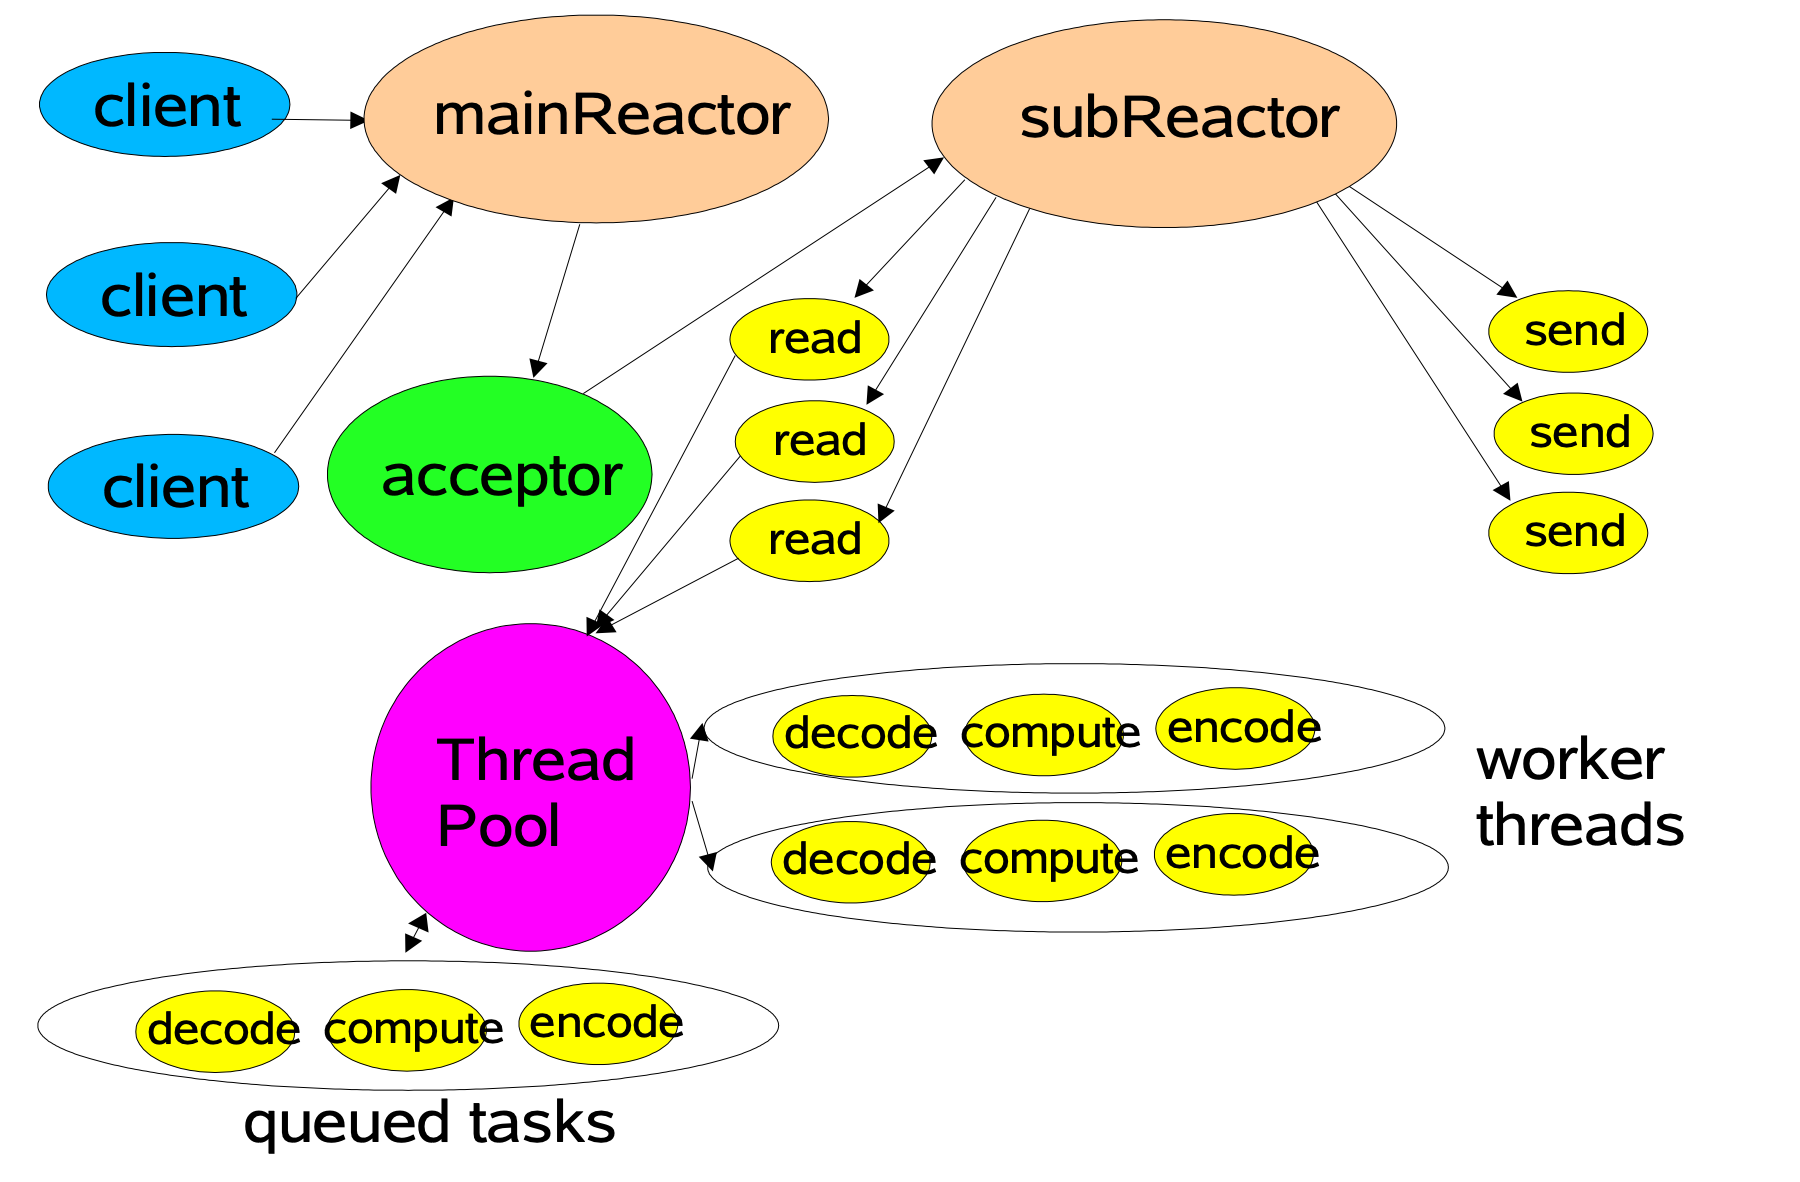 client
mainReactor
subReactor
client
client
acceptor
read
read
read
send
send
send
Thread
Pool
decode
compute
encode
decode
compute
encode
worker
threads
decode
compute
encode
queued tasks